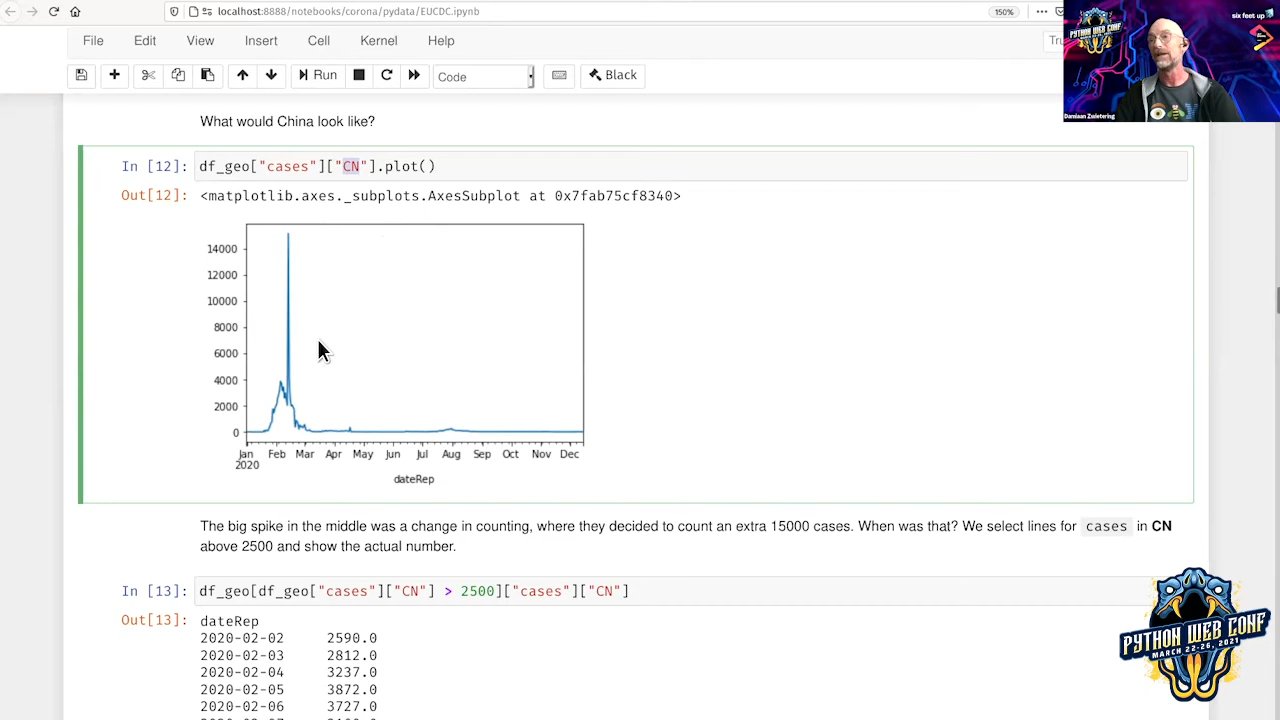 localhost:8888/notebooks/corona/pydata/EUCDC.ipynb
150%
File Edit View Insert Cell Kernel Help
Run
Code
Black
six feet up
PYTHON WEB CONF
Damiaan Zwietering
What would China look like?
In [12]: df_geo["cases"]["CN"].plot()
Out[12]: <matplotlib.axes._subplots.AxesSubplot at 0x7fab75cf8340>
14000
12000
10000
8000
6000
4000
2000
0
Jan Feb Mar Apr May Jun Jul Aug Sep Oct Nov Dec
2020
dateRep
The big spike in the middle was a change in counting, where they decided to count an extra 15000 cases. When was that? We select lines for cases in CN
above 2500 and show the actual number.
In [13]: df_geo[df_geo["cases"]["CN"] > 2500]["cases"]["CN"]
Out[13]: dateRep
2020-02-02 2590.0
2020-02-03 2812.0
2020-02-04 3237.0
2020-02-05 3872.0
2020-02-06 3727.0
PYTHON WEB CONF
MARCH 22-26, 2021